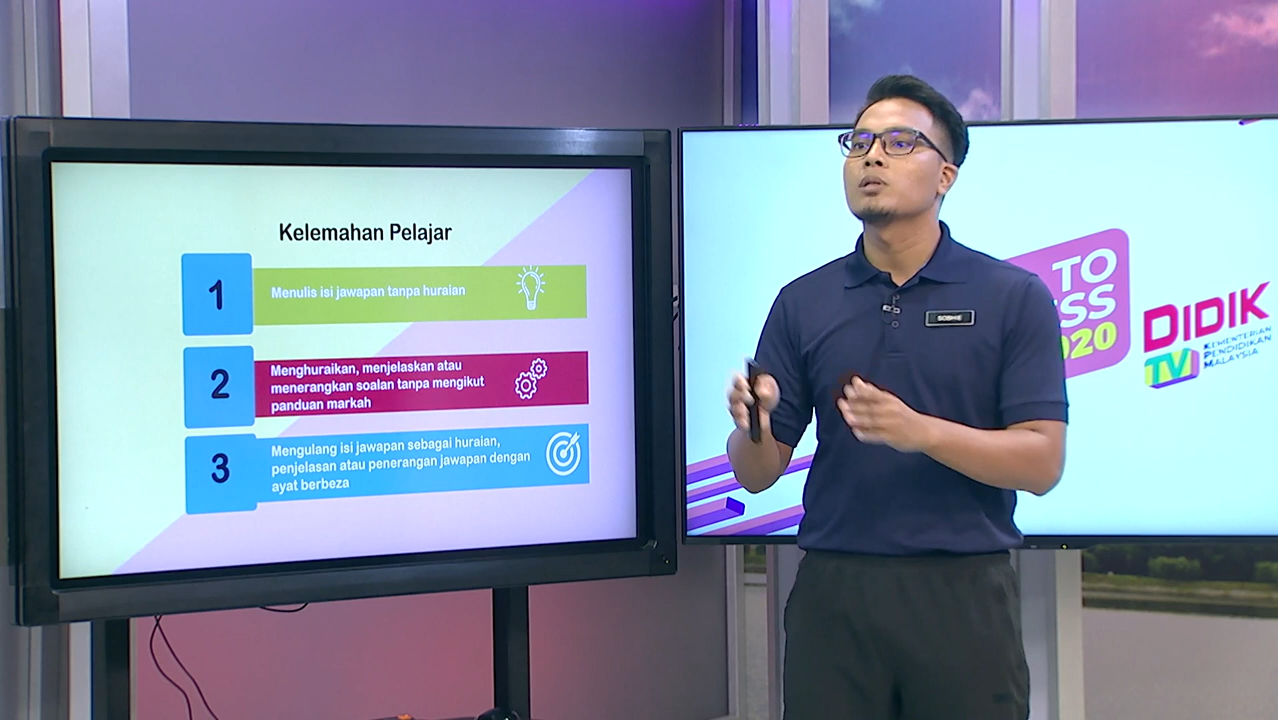 Kelemahan Pelajar
1
Menulis isi jawapan tanpa huraian
2
Menghuraikan, menjelaskan atau
menerangkan soalan tanpa mengikut
panduan markah
3
Mengulang isi jawapan sebagai huraian,
penjelasan atau penerangan jawapan dengan
ayat berbeza
TO
DIDIK
TV
KEMENTERIAN
PENDIDIKAN
MALAYSIA